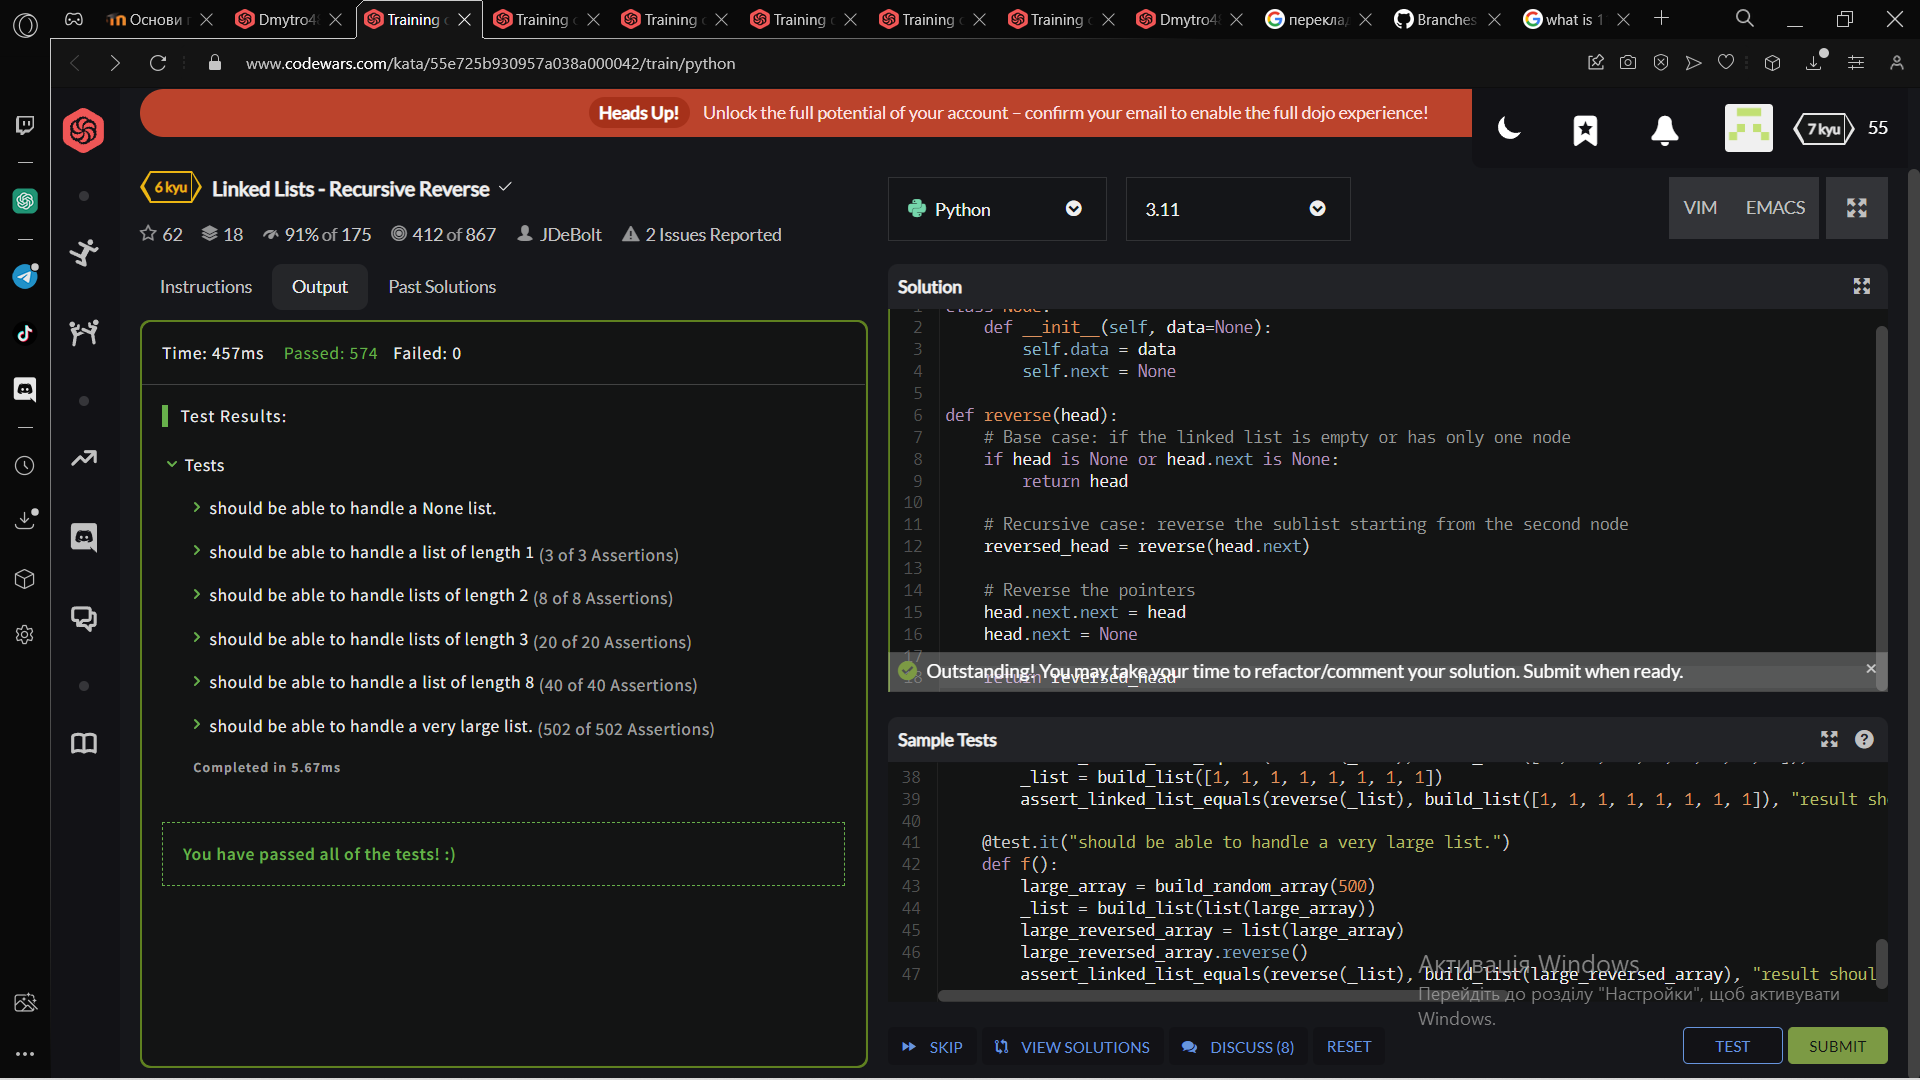 Основи п
Dmytro4
Training
Training
Training
Training
Training
Training
Dmytro4
перекла
Branches
what is 1
www.codewars.com/kata/55e725b930957a038a000042/train/python
Heads Up! Unlock the full potential of your account – confirm your email to enable the full dojo experience!
7 kyu 55
6 kyu Linked Lists - Recursive Reverse
62 18 91% of 175 412 of 867 JDeBolt 2 Issues Reported
Python
3.11
VIM EMACS
Instructions Output Past Solutions
Time: 457ms Passed: 574 Failed: 0
Test Results:
Tests
should be able to handle a None list.
should be able to handle a list of length 1 (3 of 3 Assertions)
should be able to handle lists of length 2 (8 of 8 Assertions)
should be able to handle lists of length 3 (20 of 20 Assertions)
should be able to handle a list of length 8 (40 of 40 Assertions)
should be able to handle a very large list. (502 of 502 Assertions)
Completed in 5.67ms
You have passed all of the tests! :)
Solution
1 class Node:
2 def __init__(self, data=None):
3 self.data = data
4 self.next = None
5
6 def reverse(head):
7 # Base case: if the linked list is empty or has only one node
8 if head is None or head.next is None:
9 return head
10
11 # Recursive case: reverse the sublist starting from the second node
12 reversed_head = reverse(head.next)
13
14 # Reverse the pointers
15 head.next.next = head
16 head.next = None
17
18 return reversed_head
Outstanding! You may take your time to refactor/comment your solution. Submit when ready.
Sample Tests
38 _list = build_list([1, 1, 1, 1, 1, 1, 1, 1])
39 assert_linked_list_equals(reverse(_list), build_list([1, 1, 1, 1, 1, 1, 1, 1]), "result sh
40
41 @test.it("should be able to handle a very large list.")
42 def f():
43 large_array = build_random_array(500)
44 _list = build_list(list(large_array))
45 large_reversed_array = list(large_array)
46 large_reversed_array.reverse()
47 assert_linked_list_equals(reverse(_list), build_list(large_reversed_array), "result shoul
Активація Windows
Перейдіть до розділу "Настройки", щоб активувати
Windows.
SKIP VIEW SOLUTIONS DISCUSS (8) RESET
TEST SUBMIT